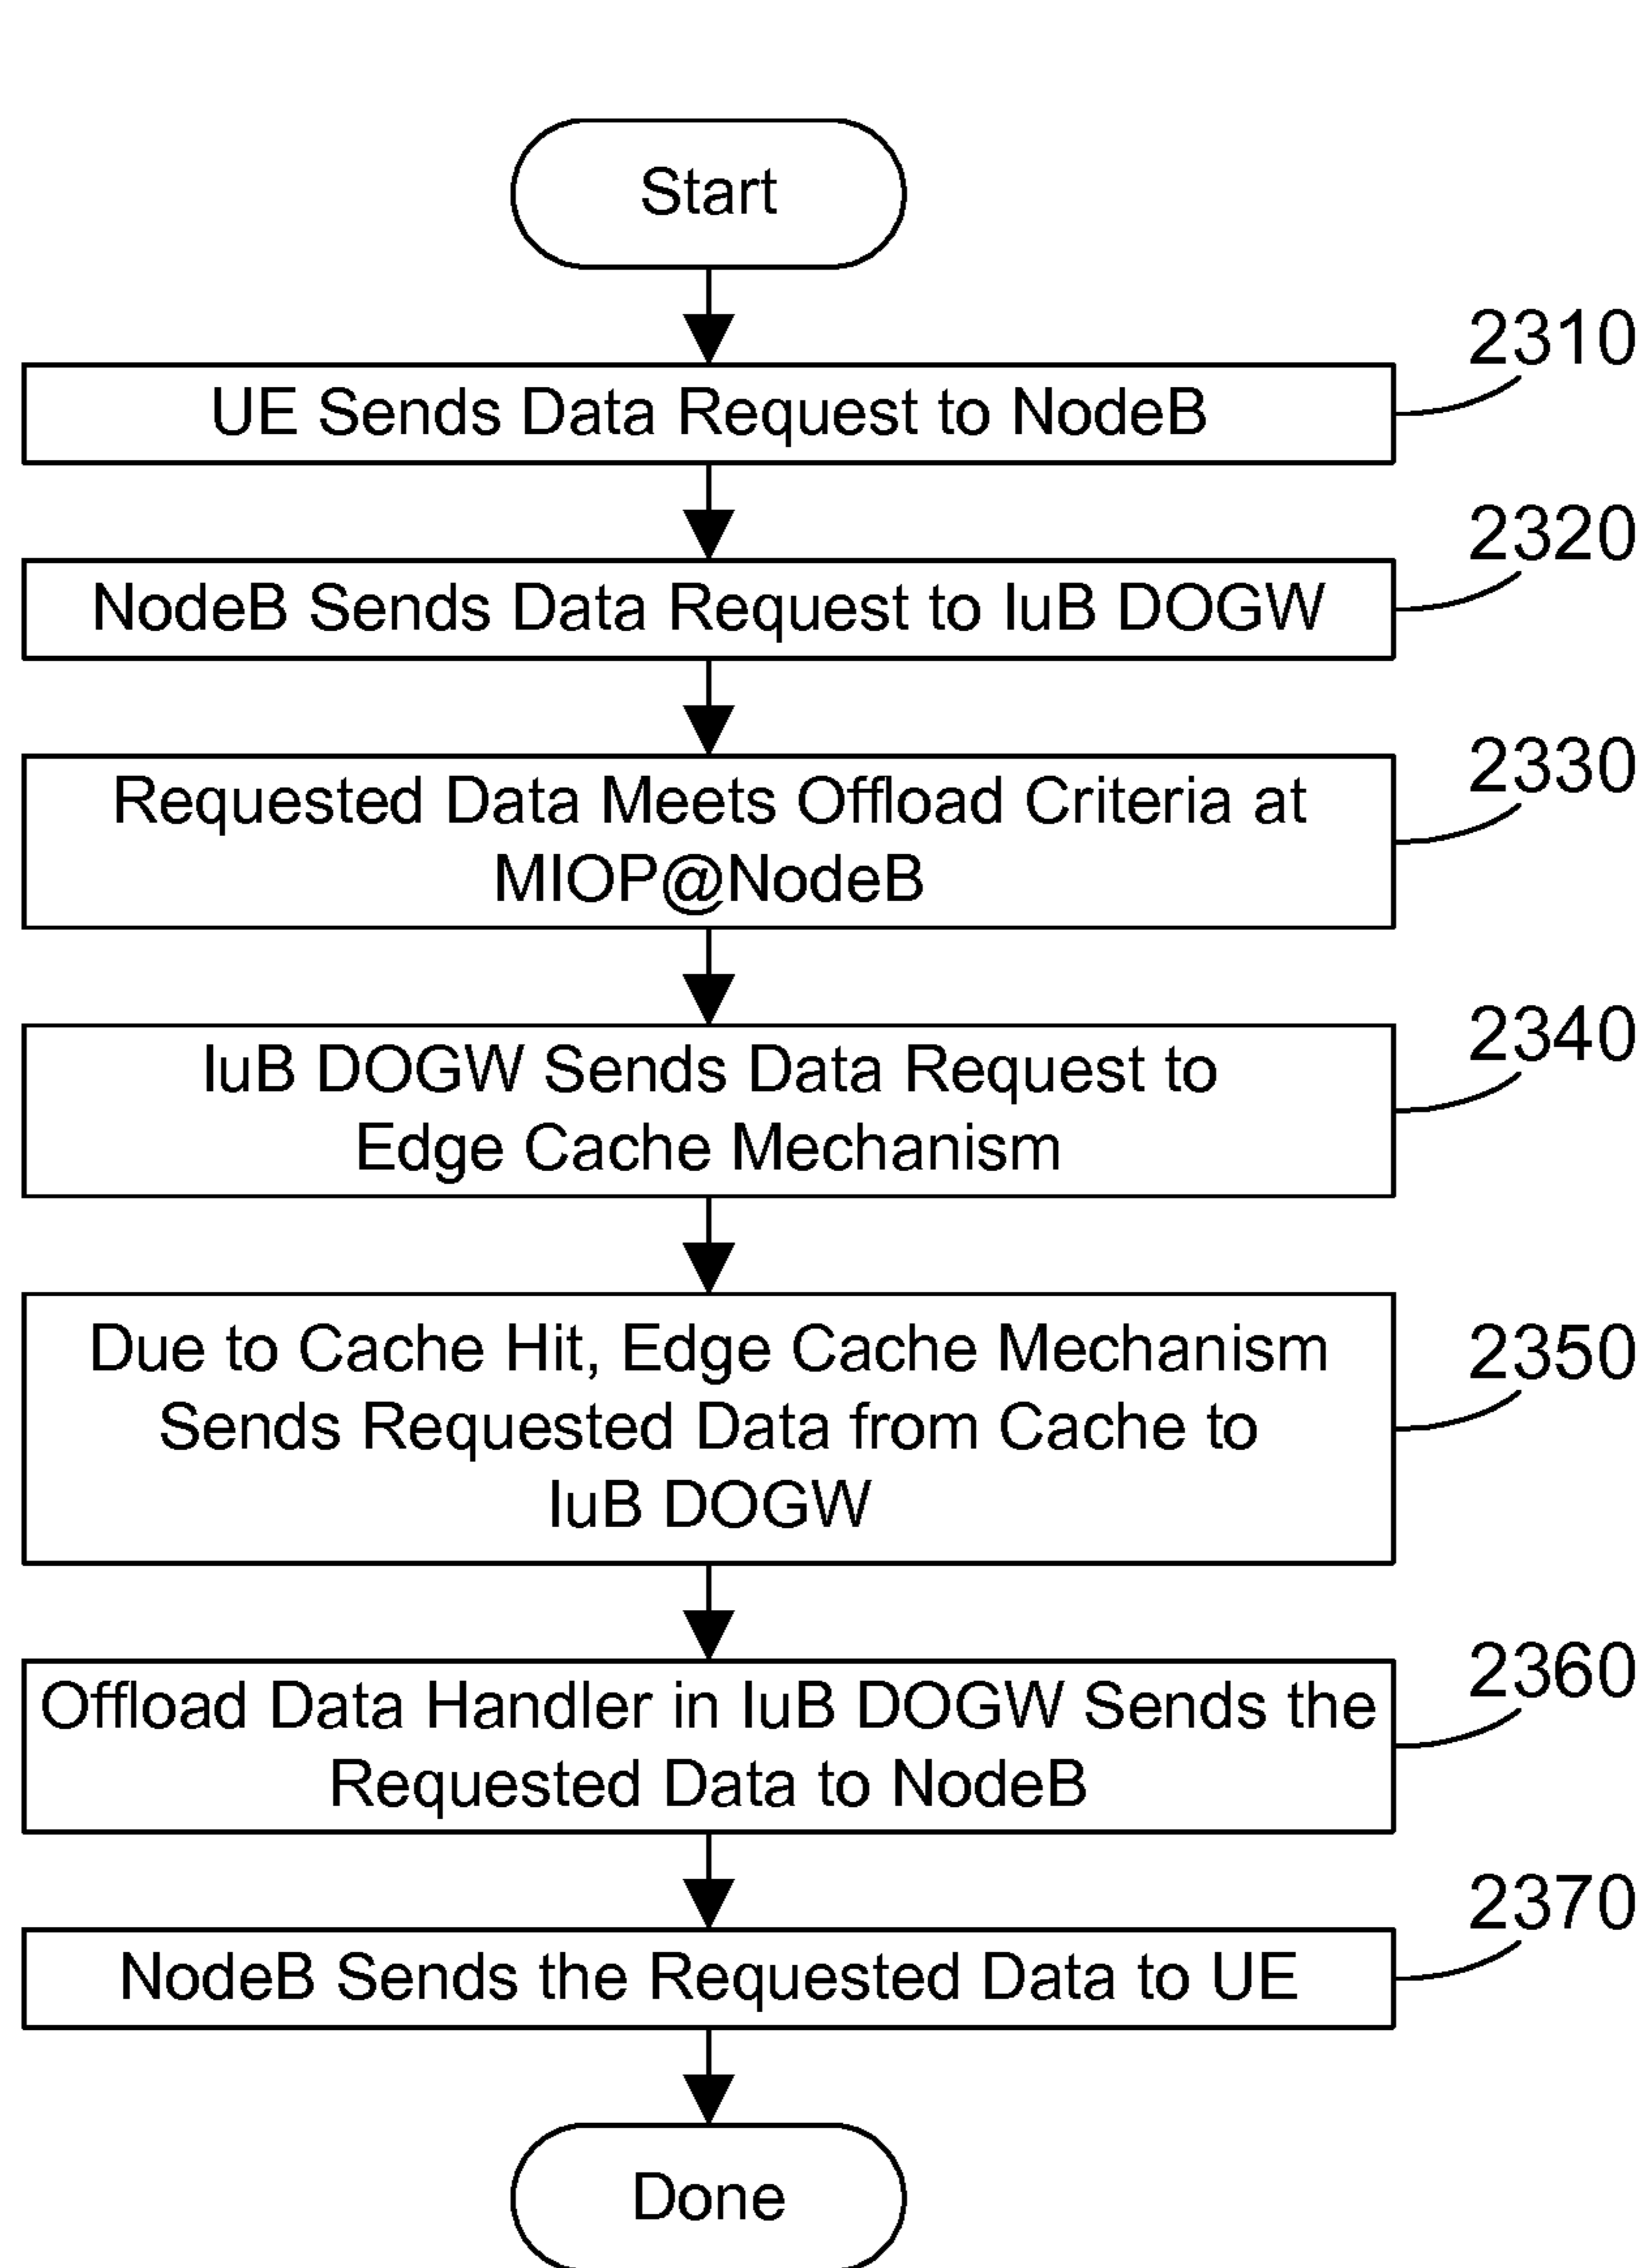 Start
2310
UE Sends Data Request to NodeB
2320
NodeB Sends Data Request to IuB DOGW
2330
Requested Data Meets Offload Criteria at
MIOP@NodeB
2340
IuB DOGW Sends Data Request to
Edge Cache Mechanism
2350
Due to Cache Hit, Edge Cache Mechanism
Sends Requested Data from Cache to
IuB DOGW
2360
Offload Data Handler in IuB DOGW Sends the
Requested Data to NodeB
2370
NodeB Sends the Requested Data to UE
Done